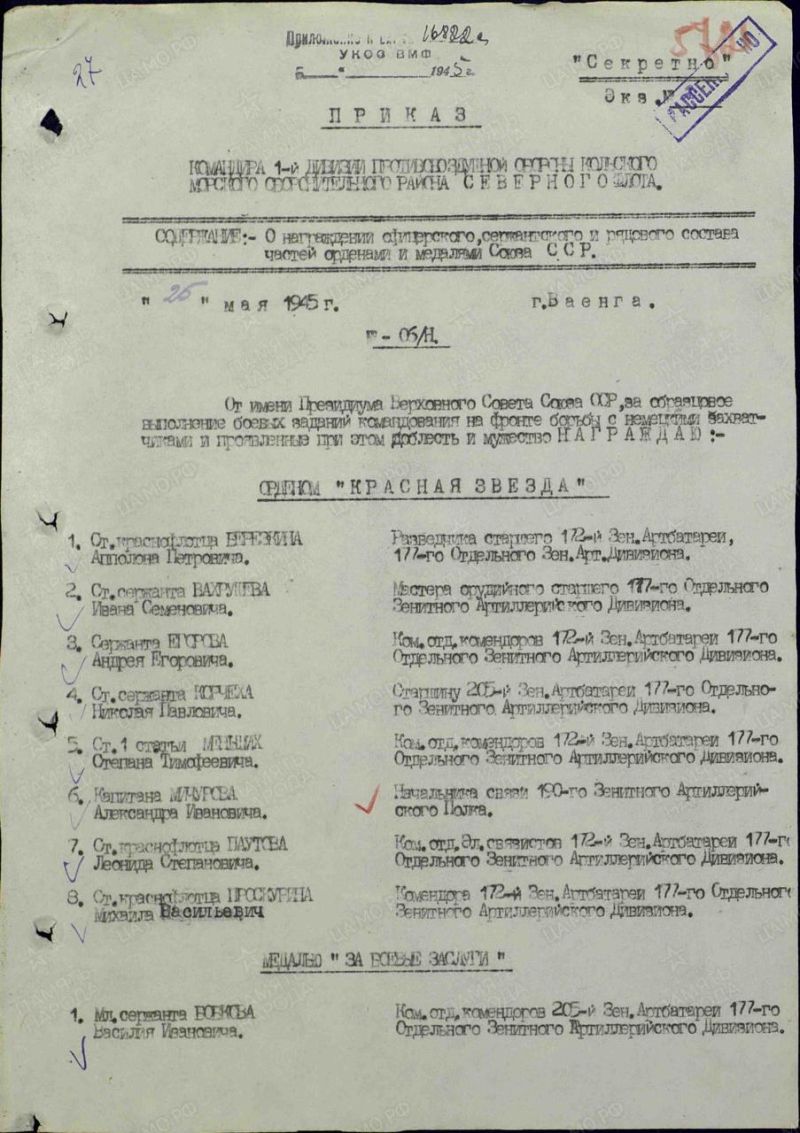 Приложение к вх. № 16822с
УКОС ВМФ
1945 г.
27
"Секретно"
Экз.№
ПРИКАЗ
КОМАНДИРА 1-й ДИВИЗИИ ПРОТИВОВОЗДУШНОЙ ОБОРОНЫ КОЛЬСКОГО
МОРСКОГО ОБОРОНИТЕЛЬНОГО РАЙОНА СЕВЕРНОГО ФЛОТА.
СОДЕРЖАНИЕ:- О награждении офицерского, сержантского и рядового состава
частей орденами и медалями Союза ССР.
" 25 " мая 1945 г. г.Ваенга.
№- 05/Н.
От имени Президиума Верховного Совета Союза ССР, за образцовое
выполнение боевых заданий командования на фронте борьбы с немецкими захват-
чиками и проявленные при этом доблесть и мужество НАГРАЖДАЮ:-
ОРДЕНОМ "КРАСНАЯ ЗВЕЗДА"
1. Ст.краснофлотца БЕРЕЗКИНА Разведчика старшего 172-й Зен.Артбатареи,
Апполона Петровича. 177-го Отдельного Зен.Арт.Дивизиона.
2. Ст.сержанта ВАХРУШЕВА Мастера орудийного старшего 177-го Отдельного
Ивана Семеновича. Зенитного Артиллерийского Дивизиона.
3. Сержанта ЕГОРОВА Ком.отд.комендоров 172-й Зен.Артбатареи 177-го
Андрея Егоровича. Отдельного Зенитного Артиллерийского Дивизиона.
4. Ст.сержанта КОРЧЕХА Старшину 205-й Зен.Артбатареи 177-го Отдельно-
Николая Павловича. го Зенитного Артиллерийского Дивизиона.
5. Ст.1 статьи Ком.отд.комендоров 172-й Зен.Артбатареи 177-го
Степана Тимофеевича. Отдельного Зенитного Артиллерийского Дивизиона.
6. Капитана МИЧУРОВА Начальника связи 190-го Зенитного Артиллерий-
Александра Ивановича. ского Полка.
7. Ст.краснофлотца ПАУТОВА Ком.отд.Эл.связистов 172-й Зен.Артбатареи 177-го
Леонида Степановича. Отдельного Зенитного Артиллерийского Дивизиона.
8. Ст.краснофлотца ПРОСКУРИНА Комендора 172-й Зен.Артбатареи 177-го Отдельног
Михаила Васильевич Зенитного Артиллерийского Дивизиона.
МЕДАЛЬЮ " ЗА БОЕВЫЕ ЗАСЛУГИ "
1. Мл.сержанта БОБКОВА Ком.отд.комендоров 205-й Зен.Артбатареи 177-го
Василия Ивановича. Отдельного Зенитного Артиллерийского Дивизиона.